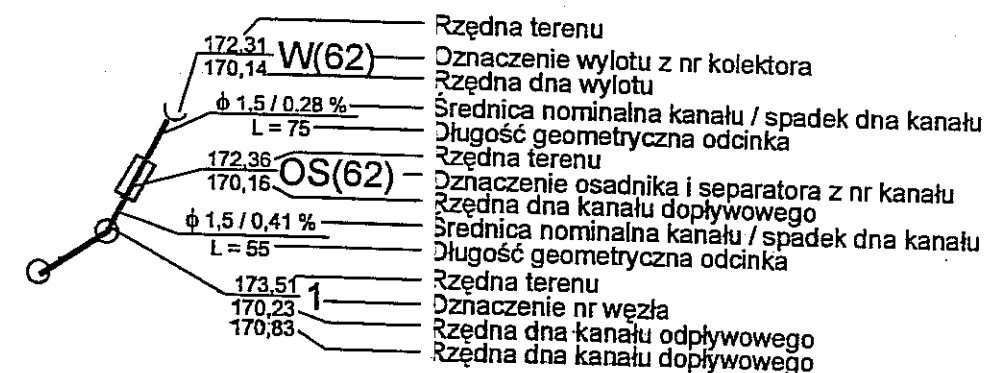 Rzędna terenu
172,31 W(62) Oznaczenie wylotu z nr kolektora
170,14 Rzędna dna wylotu
ϕ 1,5 / 0,28 % Średnica nominalna kanału / spadek dna kanału
L = 75 Długość geometryczna odcinka
172,36 Rzędna terenu
OS(62) Oznaczenie osadnika i separatora z nr kanału
170,16 Rzędna dna kanału dopływowego
ϕ 1,5 / 0,41 % Średnica nominalna kanału / spadek dna kanału
L = 55 Długość geometryczna odcinka
173,51 Rzędna terenu
1 Oznaczenie nr węzła
170,23 Rzędna dna kanału odpływowego
170,83 Rzędna dna kanału dopływowego